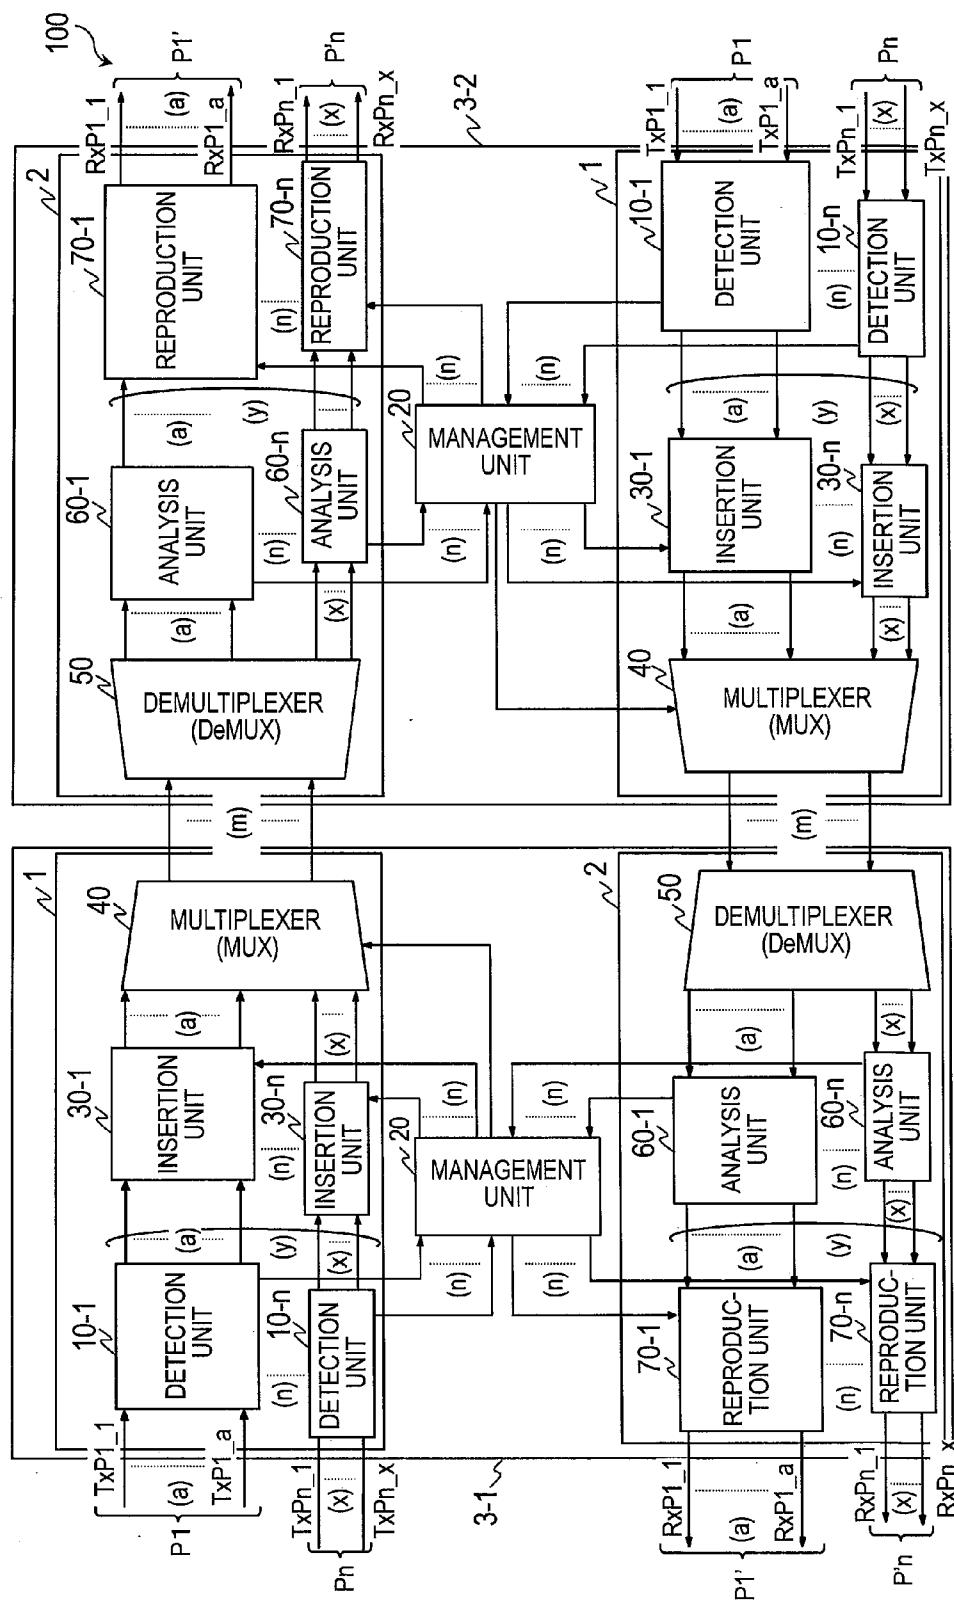 100
P1
TxP1_1
(a)
TxP1_a
Pn
TxPn_1
(x)
TxPn_x
3-1
1
10-1
DETECTION
UNIT
(n)
10-n
DETECTION
UNIT
(a)
(y)
(x)
30-1
INSERTION
UNIT
(n)
30-n
INSERTION
UNIT
(a)
(x)
40
MULTIPLEXER
(MUX)
(m)
3-2
2
50
DEMULTIPLEXER
(DeMUX)
(a)
(x)
60-1
ANALYSIS
UNIT
(n)
60-n
ANALYSIS
UNIT
(a)
(y)
70-1
REPRODUCTION
UNIT
(n)
70-n
REPRODUCTION
UNIT
RxP1_1
(a)
RxP1_a
P1'
RxPn_1
(x)
RxPn_x
P'n
(n)
(n)
20
MANAGEMENT
UNIT
(n)
(n)
(n)
(n)
20
MANAGEMENT
UNIT
(n)
(n)
P1'
RxP1_1
(a)
RxP1_a
P'n
RxPn_1
(x)
RxPn_x
2
70-1
REPRODUC-
TION UNIT
(n)
70-n
REPRODUC-
TION UNIT
(a)
(y)
(x)
60-1
ANALYSIS
UNIT
(n)
60-n
ANALYSIS
UNIT
(a)
(x)
50
DEMULTIPLEXER
(DeMUX)
(m)
1
40
MULTIPLEXER
(MUX)
(a)
(x)
30-1
INSERTION
UNIT
(n)
30-n
INSERTION
UNIT
(a)
(y)
(x)
10-1
DETECTION
UNIT
(n)
10-n
DETECTION
UNIT
TxP1_1
(a)
TxP1_a
P1
TxPn_1
(x)
TxPn_x
Pn